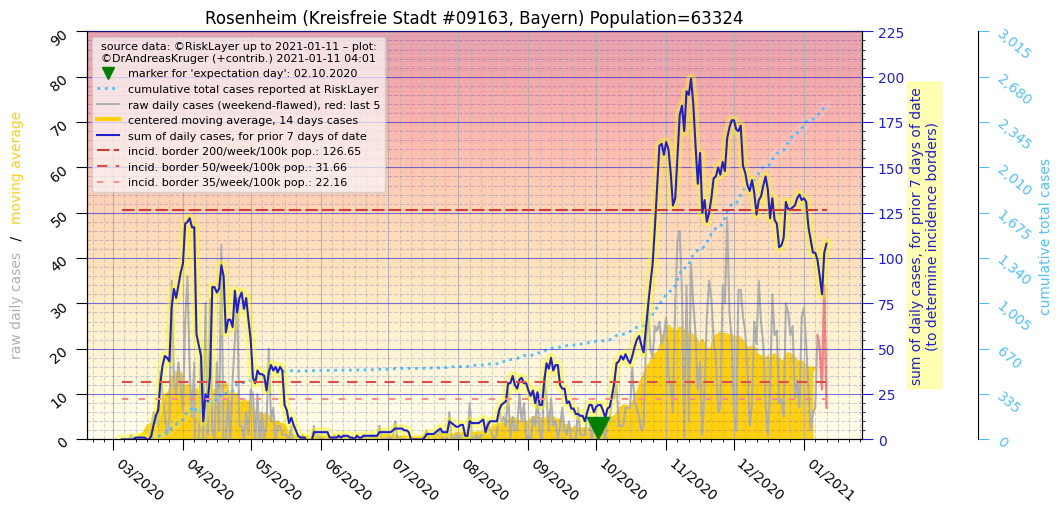 Rosenheim (Kreisfreie Stadt #09163, Bayern) Population=63324
source data: ©RiskLayer up to 2021-01-11 – plot:
©DrAndreasKruger (+contrib.) 2021-01-11 04:01
marker for 'expectation day': 02.10.2020
cumulative total cases reported at RiskLayer
raw daily cases (weekend-flawed), red: last 5
centered moving average, 14 days cases
sum of daily cases, for prior 7 days of date
incid. border 200/week/100k pop.: 126.65
incid. border 50/week/100k pop.: 31.66
incid. border 35/week/100k pop.: 22.16
raw daily cases / moving average
90
80
70
60
50
40
30
20
10
0
03/2020
04/2020
05/2020
06/2020
07/2020
08/2020
09/2020
10/2020
11/2020
12/2020
01/2021
225
200
175
150
125
100
75
50
25
0
sum of daily cases, for prior 7 days of date
(to determine incidence borders)
3,015
2,680
2,345
2,010
1,675
1,340
1,005
670
335
0
cumulative total cases